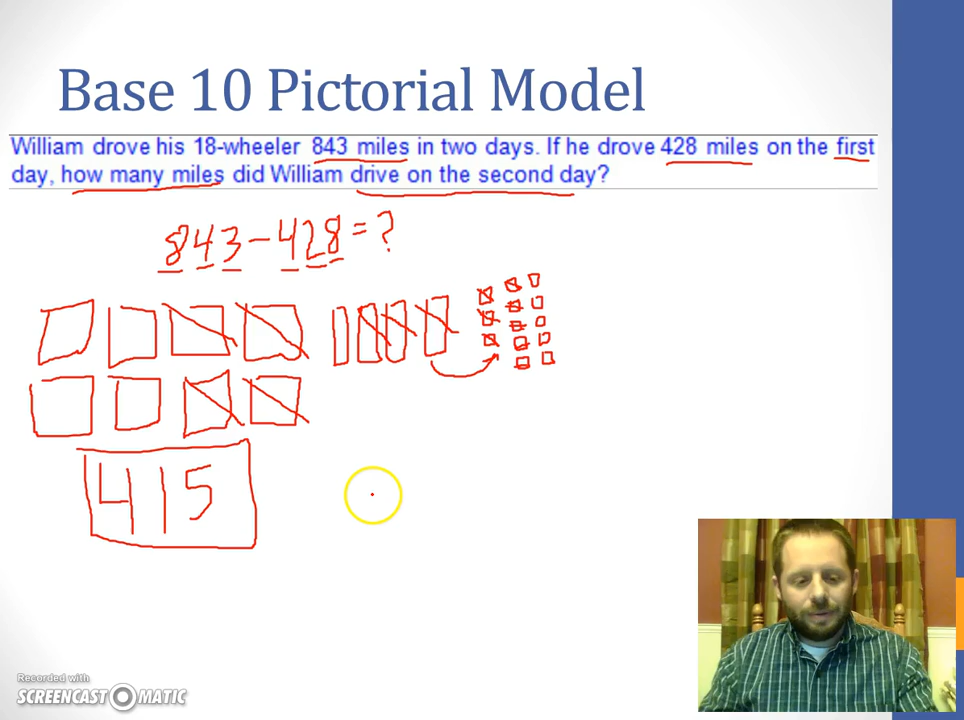 Base 10 Pictorial Model
William drove his 18-wheeler 843 miles in two days. If he drove 428 miles on the first
day, how many miles did William drive on the second day?
843-428=?
415
Recorded with
SCREENCAST MATIC